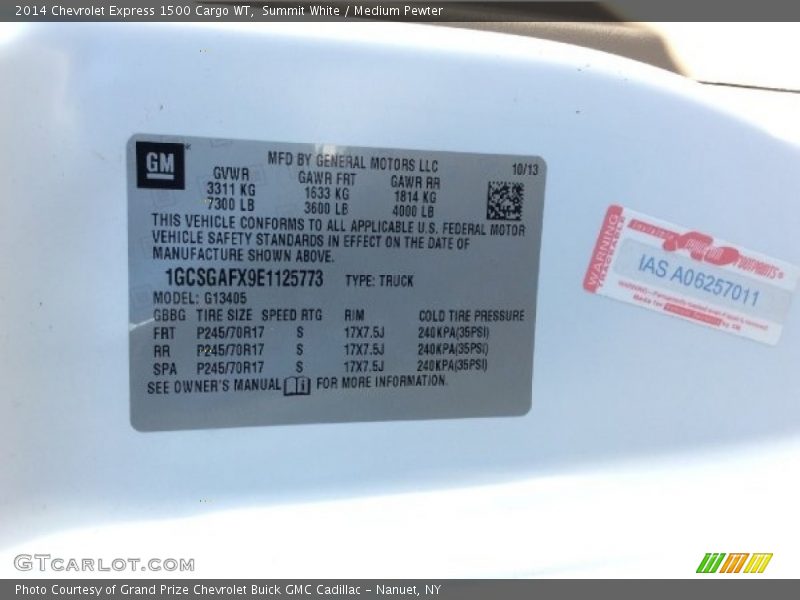 2014 Chevrolet Express 1500 Cargo WT, Summit White / Medium Pewter
GM
MFD BY GENERAL MOTORS LLC
10/13
GVWR GAWR FRT GAWR RR
3311 KG 1633 KG 1814 KG
7300 LB 3600 LB 4000 LB
THIS VEHICLE CONFORMS TO ALL APPLICABLE U.S. FEDERAL MOTOR
VEHICLE SAFETY STANDARDS IN EFFECT ON THE DATE OF
MANUFACTURE SHOWN ABOVE.
1GCSGAFX9E1125773 TYPE: TRUCK
MODEL: G13405
GBBG TIRE SIZE SPEED RTG RIM COLD TIRE PRESSURE
FRT P245/70R17 S 17X7.5J 240KPA(35PSI)
RR P245/70R17 S 17X7.5J 240KPA(35PSI)
SPA P245/70R17 S 17X7.5J 240KPA(35PSI)
SEE OWNER'S MANUAL FOR MORE INFORMATION.
WARNING
IAS A06257011
GTCARLOT.COM
Photo Courtesy of Grand Prize Chevrolet Buick GMC Cadillac - Nanuet, NY